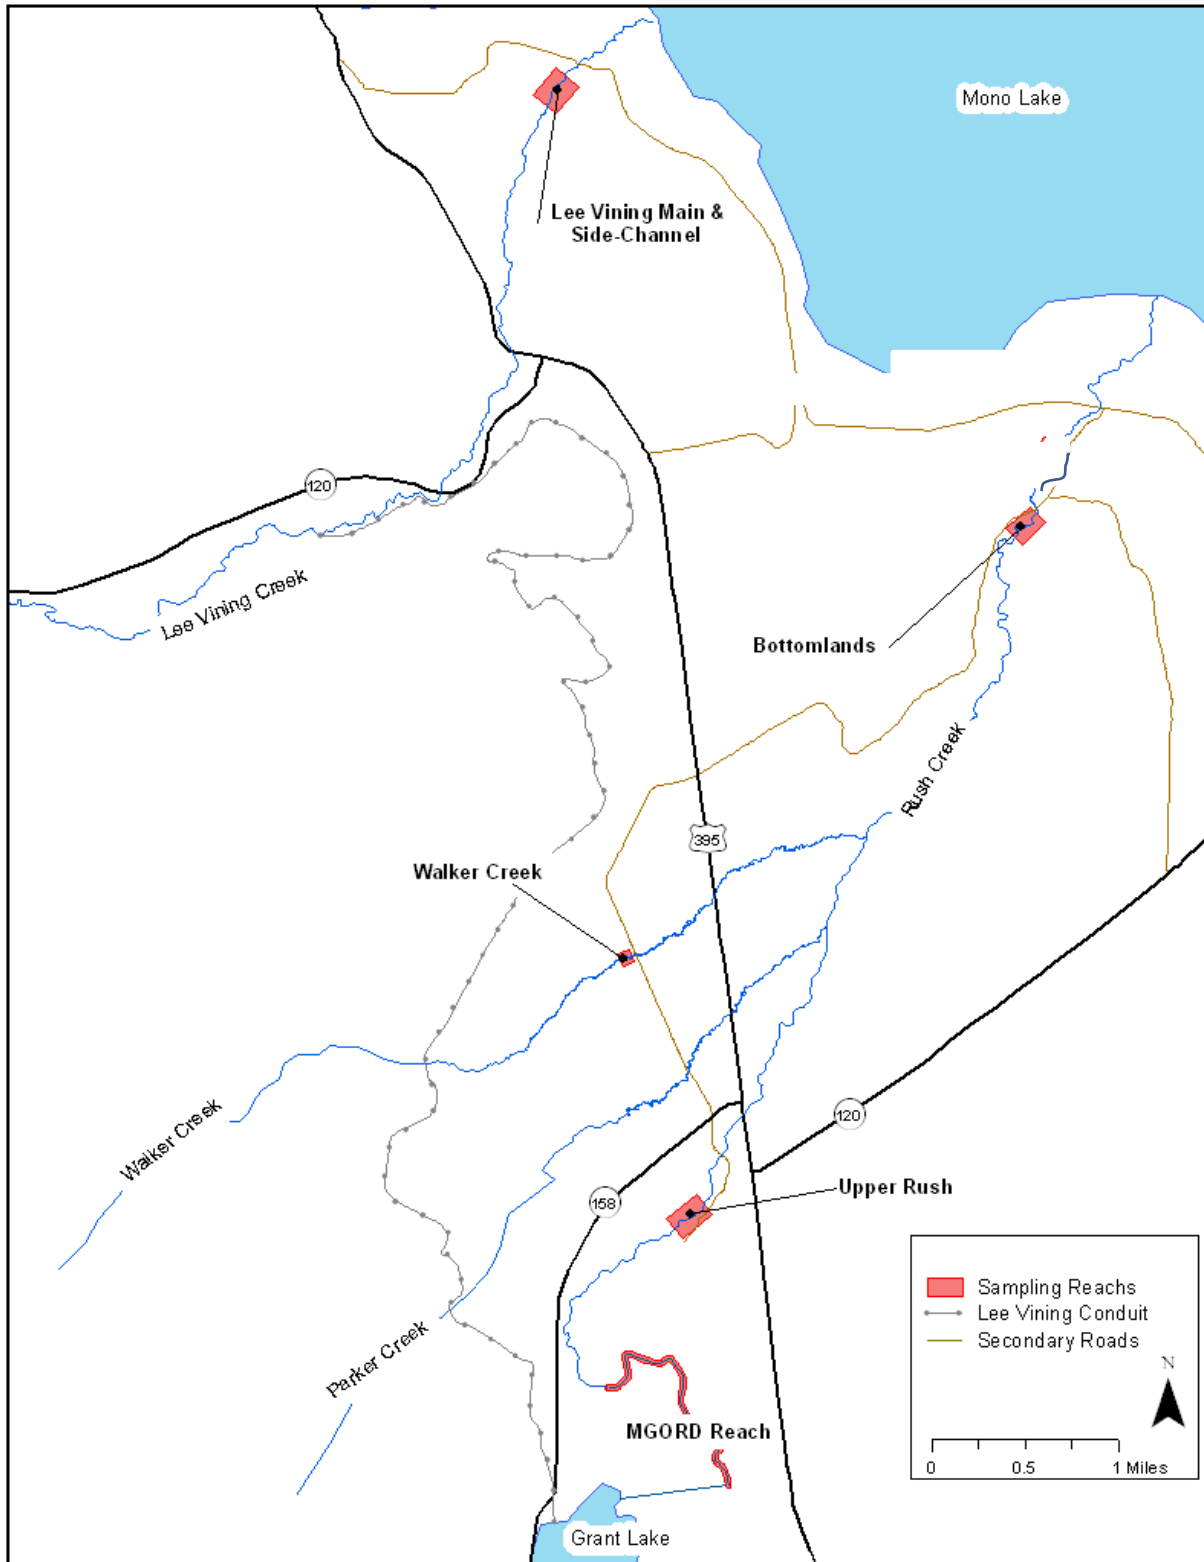 Mono Lake
Lee Vining Main &
Side-Channel
120
Lee Vining Creek
Bottomlands
Rush Creek
395
Walker Creek
Walker Creek
120
Upper Rush
158
Parker Creek
MGORD Reach
Grant Lake
Sampling Reachs
Lee Vining Conduit
Secondary Roads
N
0 0.5 1 Miles